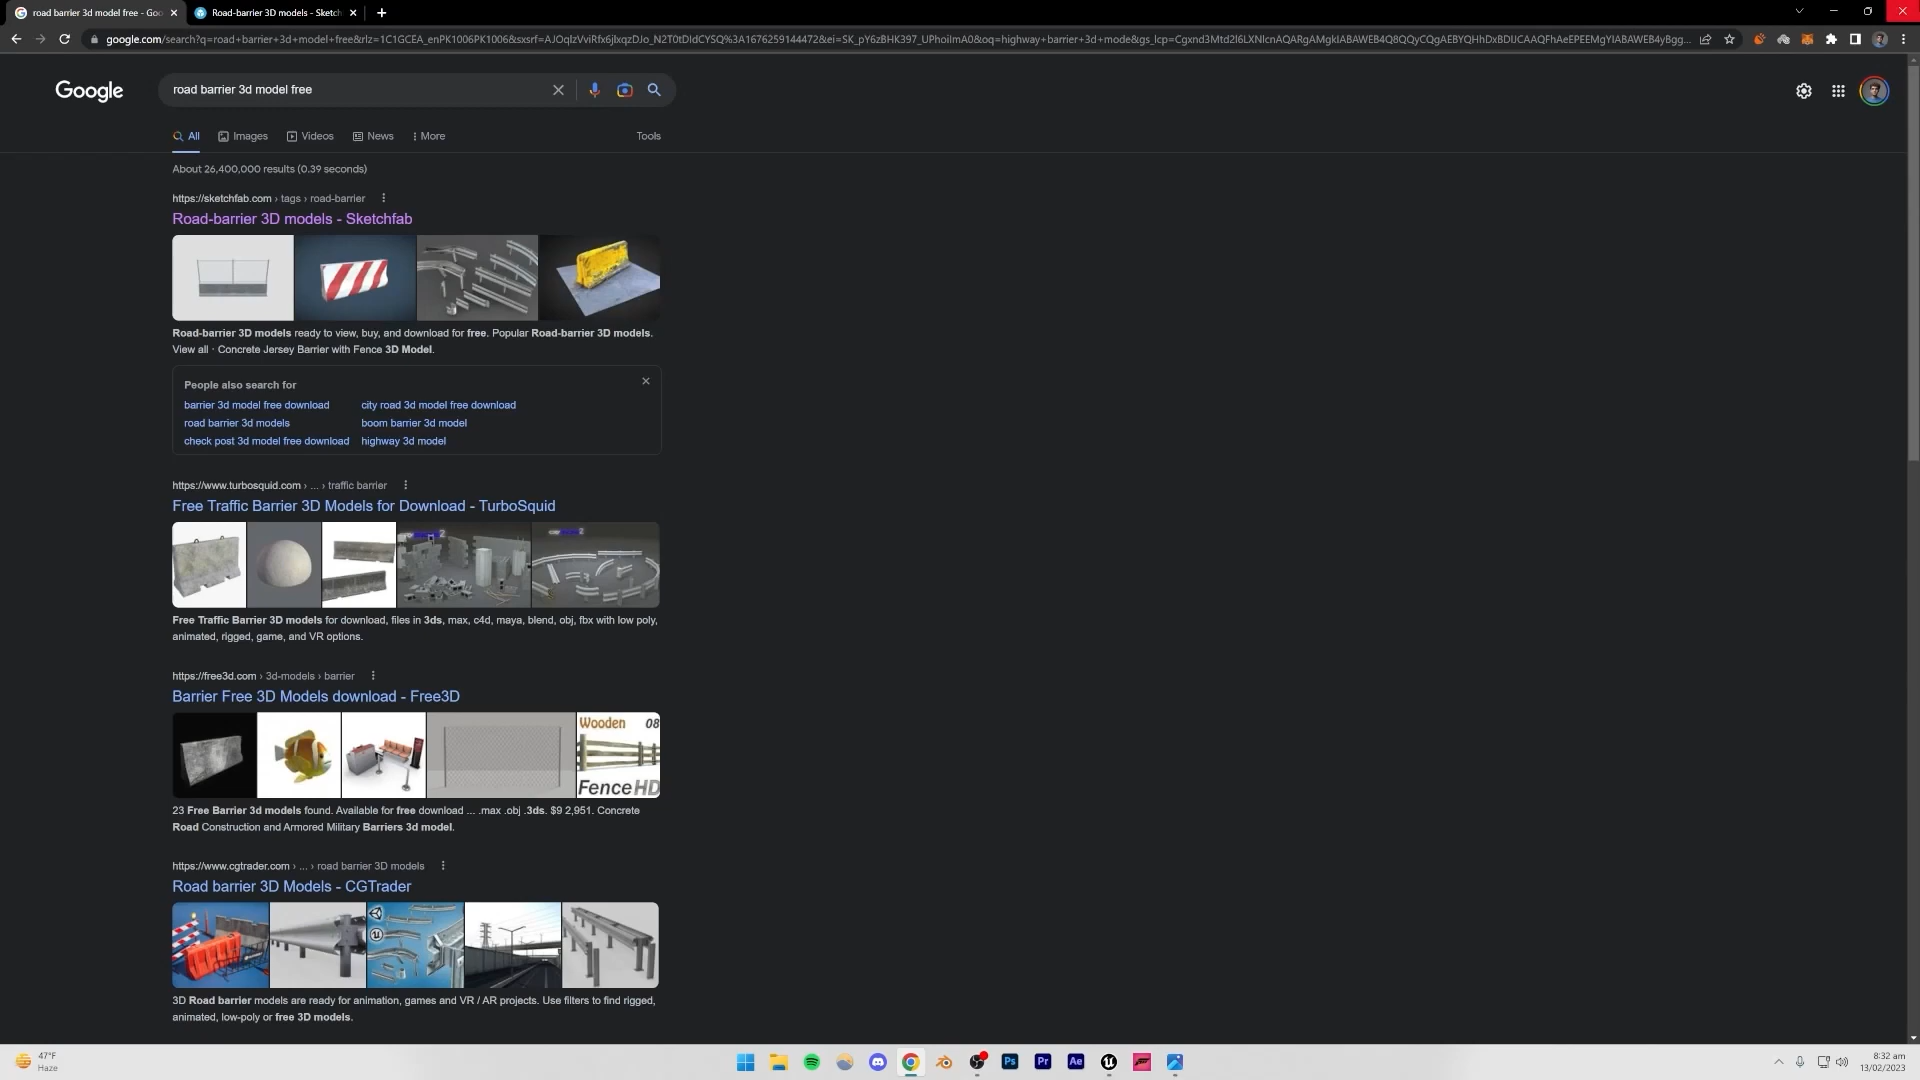 road barrier 3d model free - Goo
Road-barrier 3D models - Sketch
Google
road barrier 3d model free
All
Images
Videos
News
More
Tools
About 26,400,000 results (0.39 seconds)
https://sketchfab.com › tags › road-barrier
Road-barrier 3D models - Sketchfab
Road-barrier 3D models ready to view, buy, and download for free. Popular Road-barrier 3D models.
View all · Concrete Jersey Barrier with Fence 3D Model.
People also search for
barrier 3d model free download
city road 3d model free download
road barrier 3d models
boom barrier 3d model
check post 3d model free download
highway 3d model
https://www.turbosquid.com › ... › traffic barrier
Free Traffic Barrier 3D Models for Download - TurboSquid
Free Traffic Barrier 3D models for download, files in 3ds, max, c4d, maya, blend, obj, fbx with low poly,
animated, rigged, game, and VR options.
https://free3d.com › 3d-models › barrier
Barrier Free 3D Models download - Free3D
Wooden 08
Fence HD
23 Free Barrier 3d models found. Available for free download ... .max .obj .3ds. $9 2,951. Concrete
Road Construction and Armored Military Barriers 3d model.
https://www.cgtrader.com › ... › road barrier 3D models
Road barrier 3D Models - CGTrader
3D Road barrier models are ready for animation, games and VR / AR projects. Use filters to find rigged,
animated, low-poly or free 3D models.
47°F
Haze
Ps
Pr
Ae
8:32 am
13/02/2023